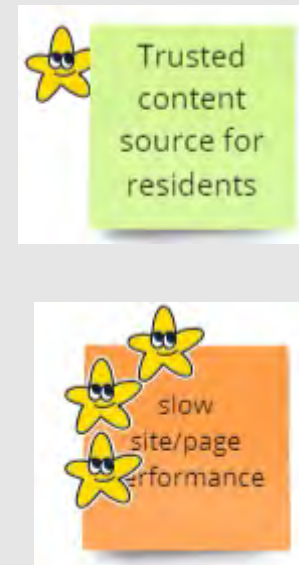 Trusted
content
source for
residents
slow
site/page
erformance